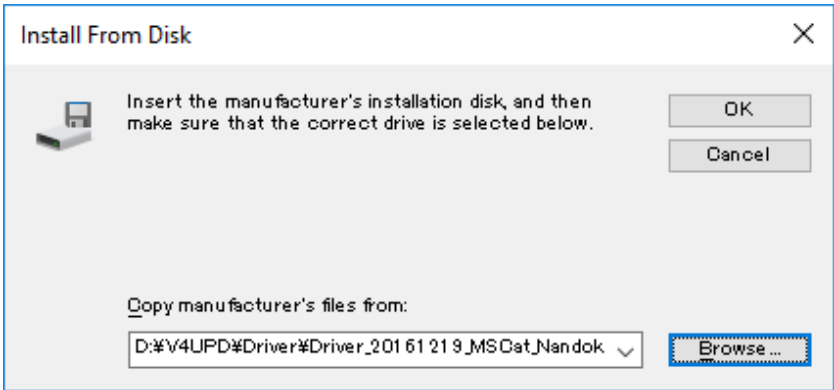 Install From Disk
Insert the manufacturer's installation disk, and then
make sure that the correct drive is selected below.
OK
Cancel
Copy manufacturer's files from:
D:¥V4UPD¥Driver¥Driver_20161219_MSCat_Nandok
Browse...